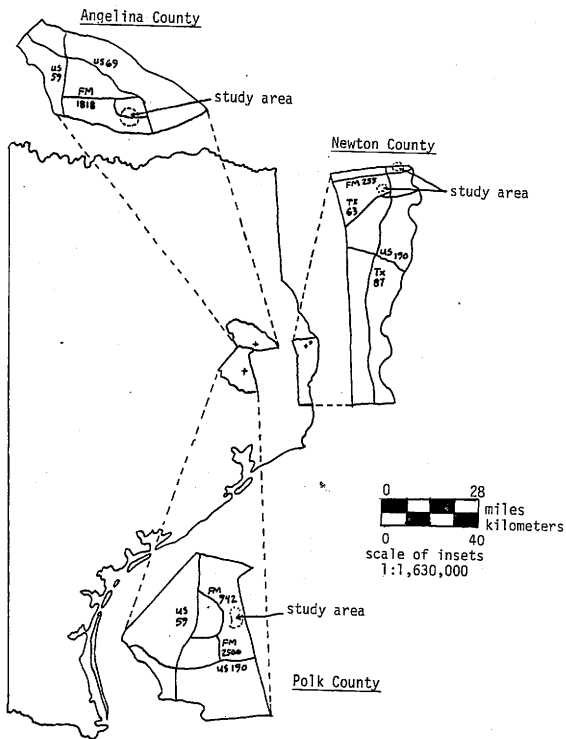 Angelina County
US
59
US 69
FM
1818
study area
Newton County
FM 255
TX
63
study area
US 190
TX
87
0 28
miles
kilometers
0 40
scale of insets
1:1,630,000
FM
942
US
59
study area
FM
2500
US 190
Polk County